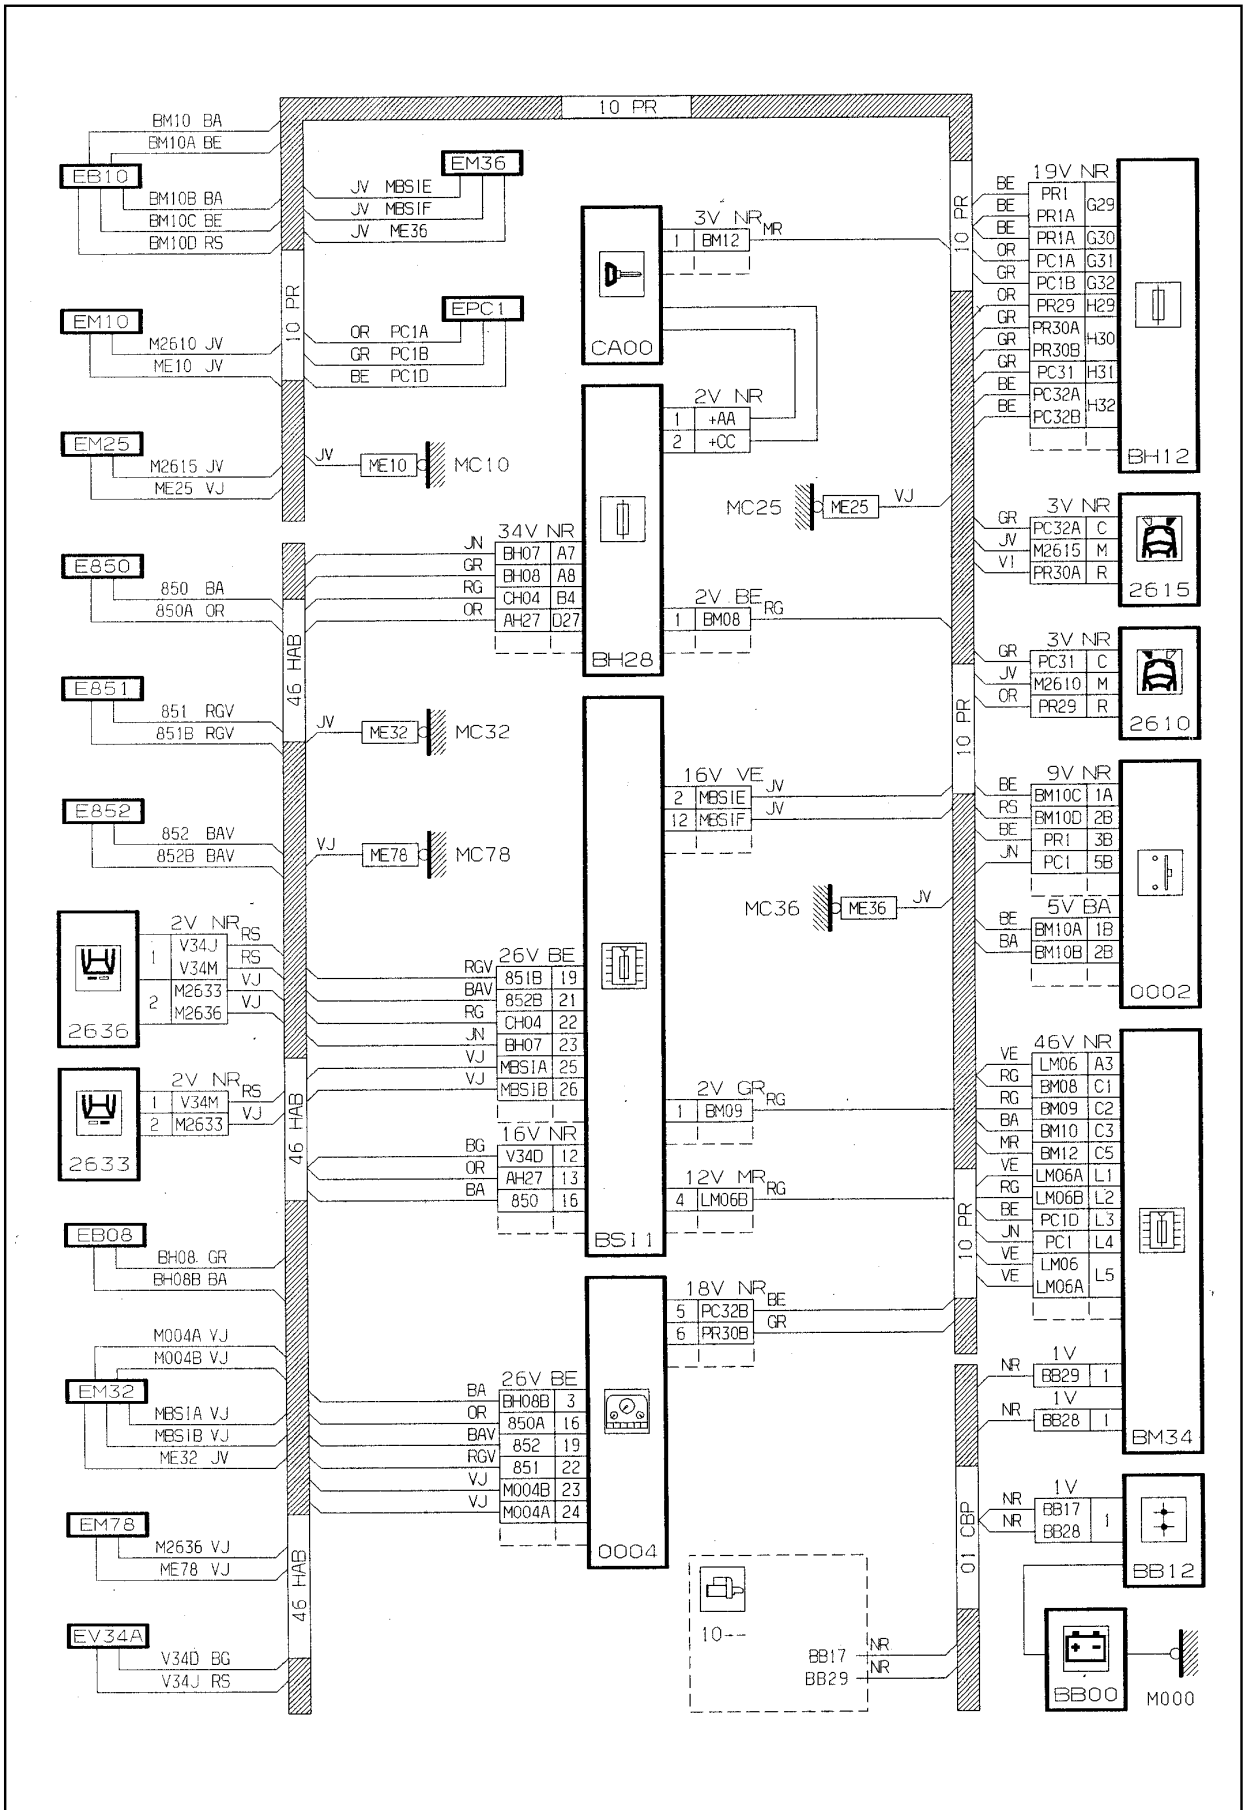 10 PR
BM10 BA
BM10A BE
EB10
BM10B BA
BM10C BE
BM10D RS
EM36
JV MBSIE
JV MBSIF
JV ME36
10 PR
EM10
M2610 JV
ME10 JV
EPC1
OR PC1A
GR PC1B
BE PC1D
EM25
M2615 JV
ME25 VJ
JV ME10 MC10
E850
850 BA
850A OR
46 HAB
E851
851 RGV
851B RGV
JV ME32 MC32
E852
852 BAV
852B BAV
VJ ME78 MC78
2V NR
1 V34J RS
V34M RS
2 M2633 VJ
M2636 VJ
2636
2V NR
1 V34M RS
2 M2633 VJ
2633
46 HAB
EB08
BH08 GR
BH08B BA
M004A VJ
M004B VJ
EM32
MBSIA VJ
MBSIB VJ
ME32 JV
EM78
M2636 VJ
ME78 VJ
46 HAB
EV34A
V34D BG
V34J RS
CA00
3V NR
1 BM12 MR
2V NR
1 +AA
2 +CC
34V NR
JN BH07 A7
GR BH08 A8
RG CH04 B4
OR AH27 D27
BH28
2V BE
1 BM08 RG
MC25 ME25 VJ
16V VE
2 MBSIE JV
12 MBSIF JV
MC36 ME36 JV
26V BE
RGV 851B 19
BAV 852B 21
RG CH04 22
JN BH07 23
VJ MBSIA 25
VJ MBSIB 26
16V NR
BG V34D 12
OR AH27 13
BA 850 16
2V GR
1 BM09 RG
12V MR
4 LM06B RG
BSI1
18V NR
5 PC32B BE
6 PR30B GR
26V BE
BA BH08B 3
OR 850A 16
BAV 852 19
RGV 851 22
VJ M004B 23
VJ M004A 24
0004
10--
BB17 NR
BB29 NR
10 PR
19V NR
BE PR1 G29
BE PR1A
BE PR1A G30
OR PC1A G31
GR PC1B G32
OR PR29 H29
GR PR30A H30
GR PR30B
GR PC31 H31
BE PC32A H32
BE PC32B
BH12
3V NR
GR PC32A C
JV M2615 M
VI PR30A R
2615
3V NR
GR PC31 C
JV M2610 M
OR PR29 R
2610
10 PR
9V NR
BE BM10C 1A
RS BM10D 2B
BE PR1 3B
JN PC1 5B
5V BA
BE BM10A 1B
BA BM10B 2B
0002
46V NR
VE LM06 A3
RG BM08 C1
RG BM09 C2
BA BM10 C3
MR BM12 C5
VE LM06A L1
RG LM06B L2
BE PC1D L3
JN PC1 L4
VE LM06 L5
VE LM06A
10 PR
1V
NR BB29 1
1V
NR BB28 1
BM34
01 CBP
1V
NR BB17 1
NR BB28
BB12
BB00
+ -
M000